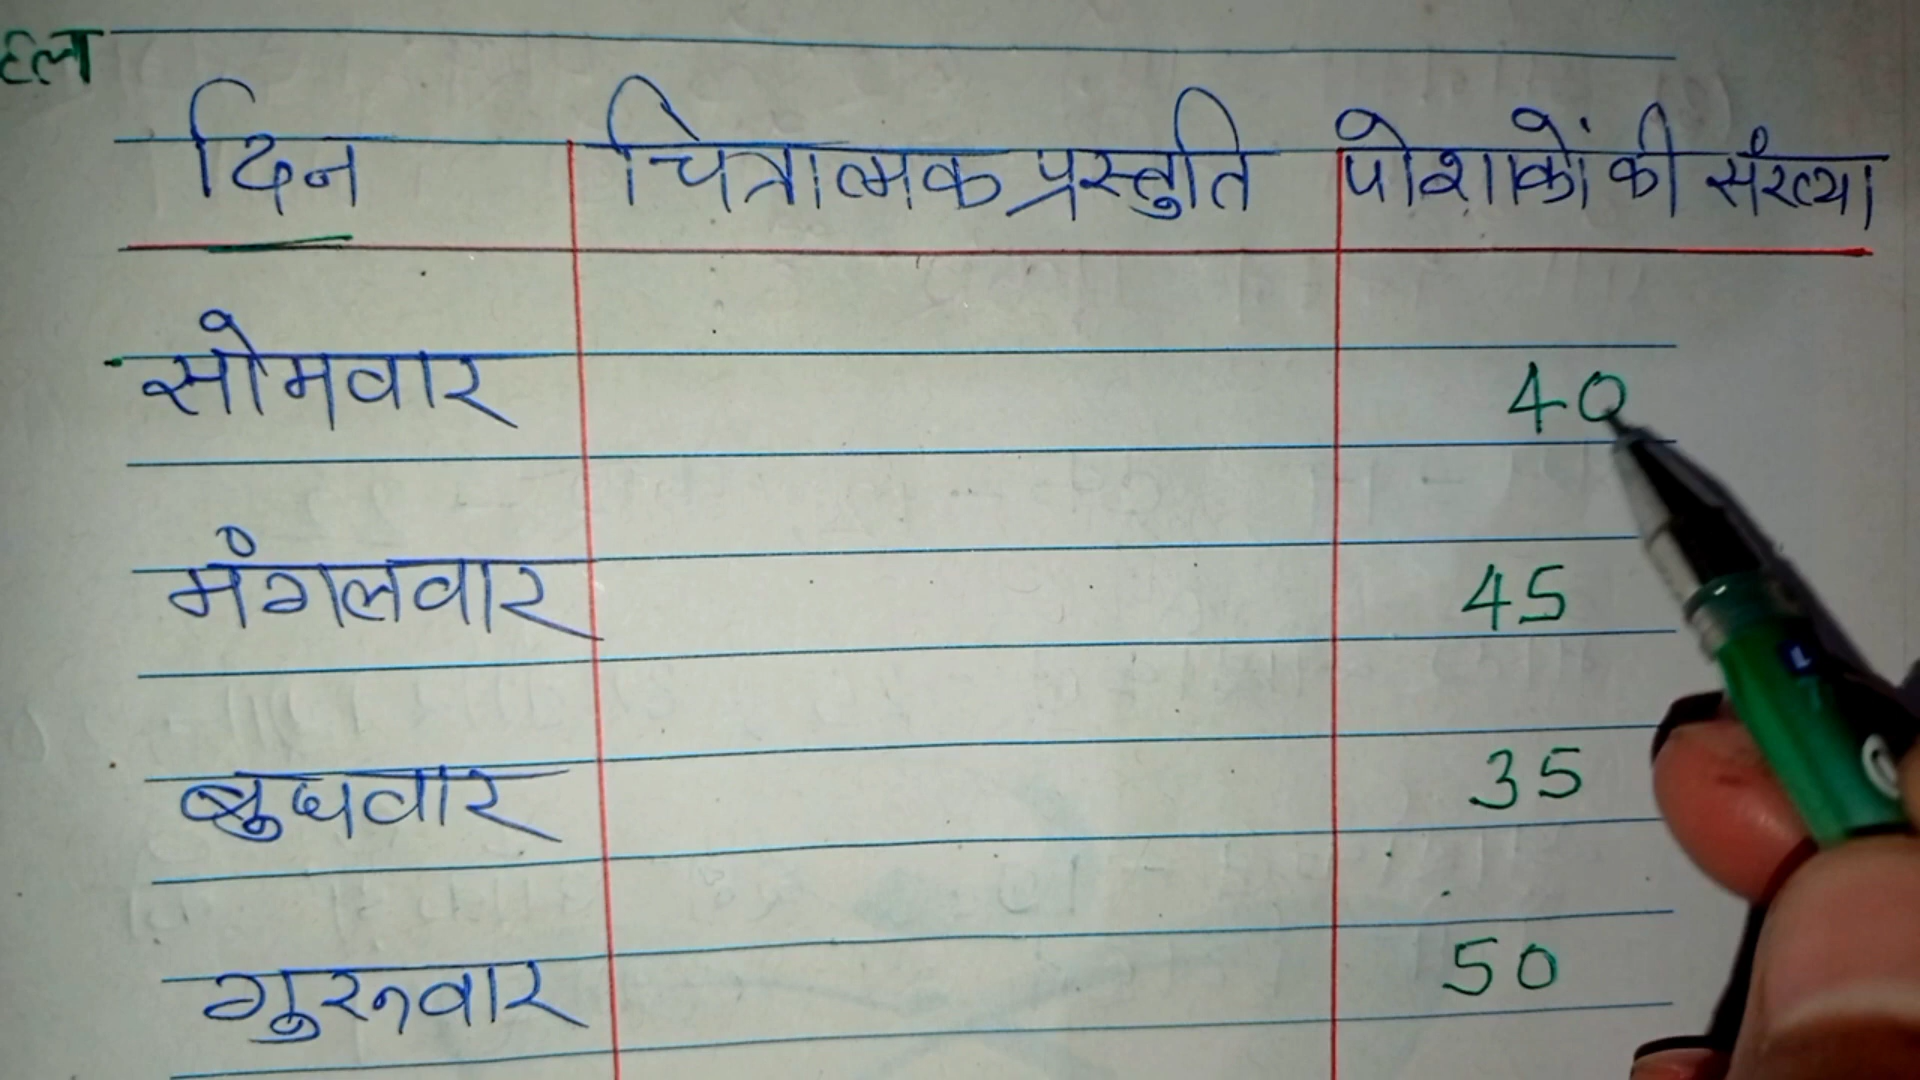 हल
दिन चित्रात्मक प्रस्तुति पोशाकों की संख्या
सोमवार 40
मंगलवार 45
बुधवार 35
गुरुवार 50